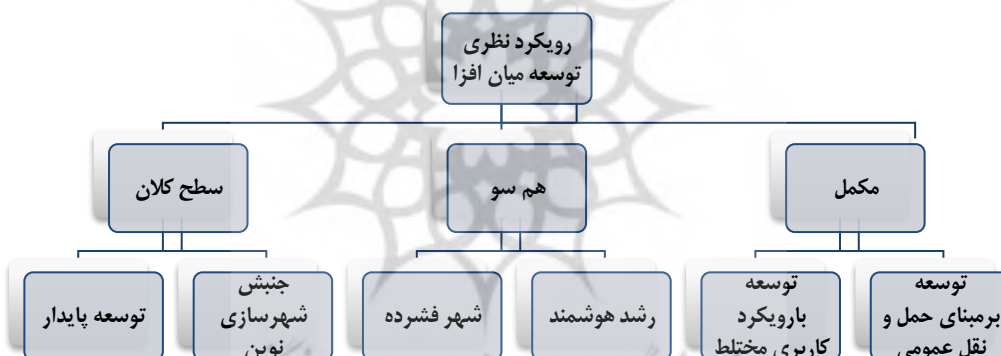 رویکرد نظری
توسعه میان افزا
مکمل
هم سو
سطح کلان
توسعه
برمبنای حمل و
نقل عمومی
توسعه
بارویکرد
کاربری مختلط
رشد هوشمند
شهر فشرده
جنبش
شهرسازی
نوین
توسعه پایدار